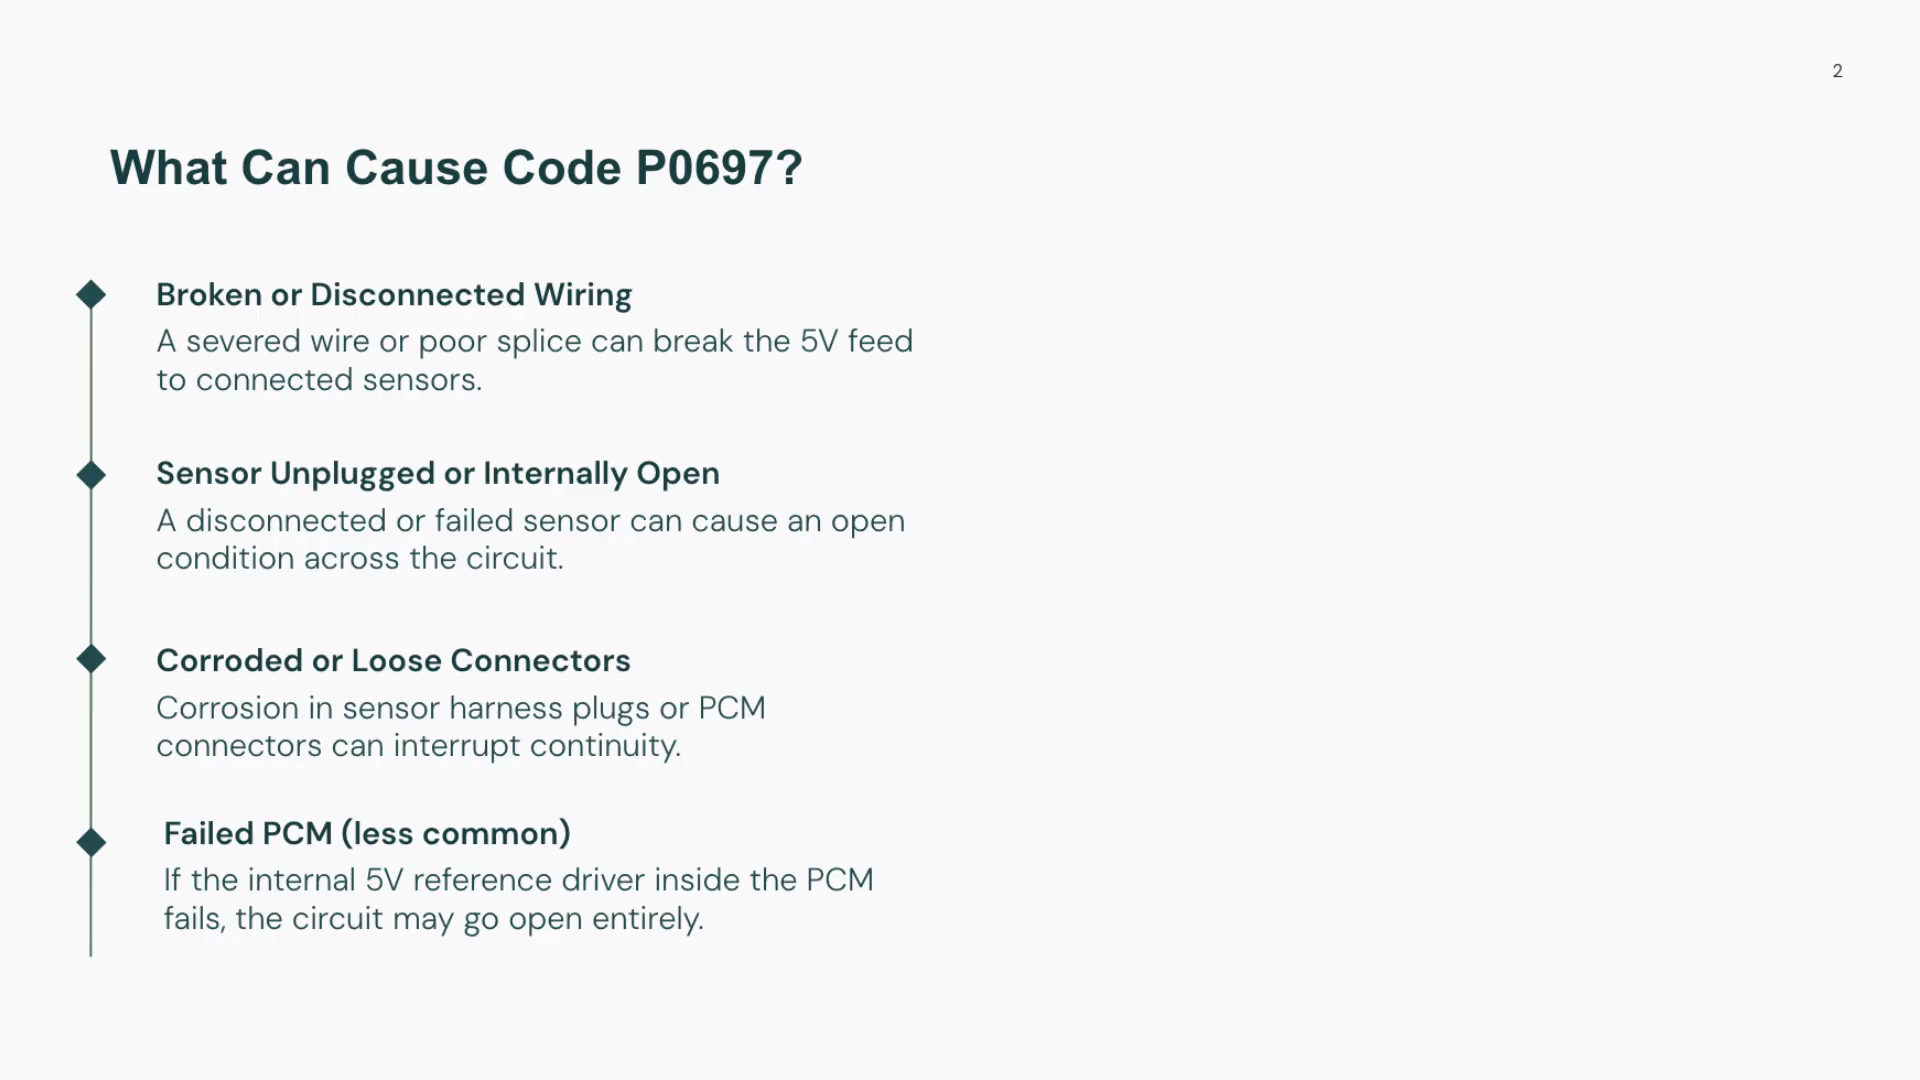 2
What Can Cause Code P0697?
Broken or Disconnected Wiring
A severed wire or poor splice can break the 5V feed
to connected sensors.
Sensor Unplugged or Internally Open
A disconnected or failed sensor can cause an open
condition across the circuit.
Corroded or Loose Connectors
Corrosion in sensor harness plugs or PCM
connectors can interrupt continuity.
Failed PCM (less common)
If the internal 5V reference driver inside the PCM
fails, the circuit may go open entirely.